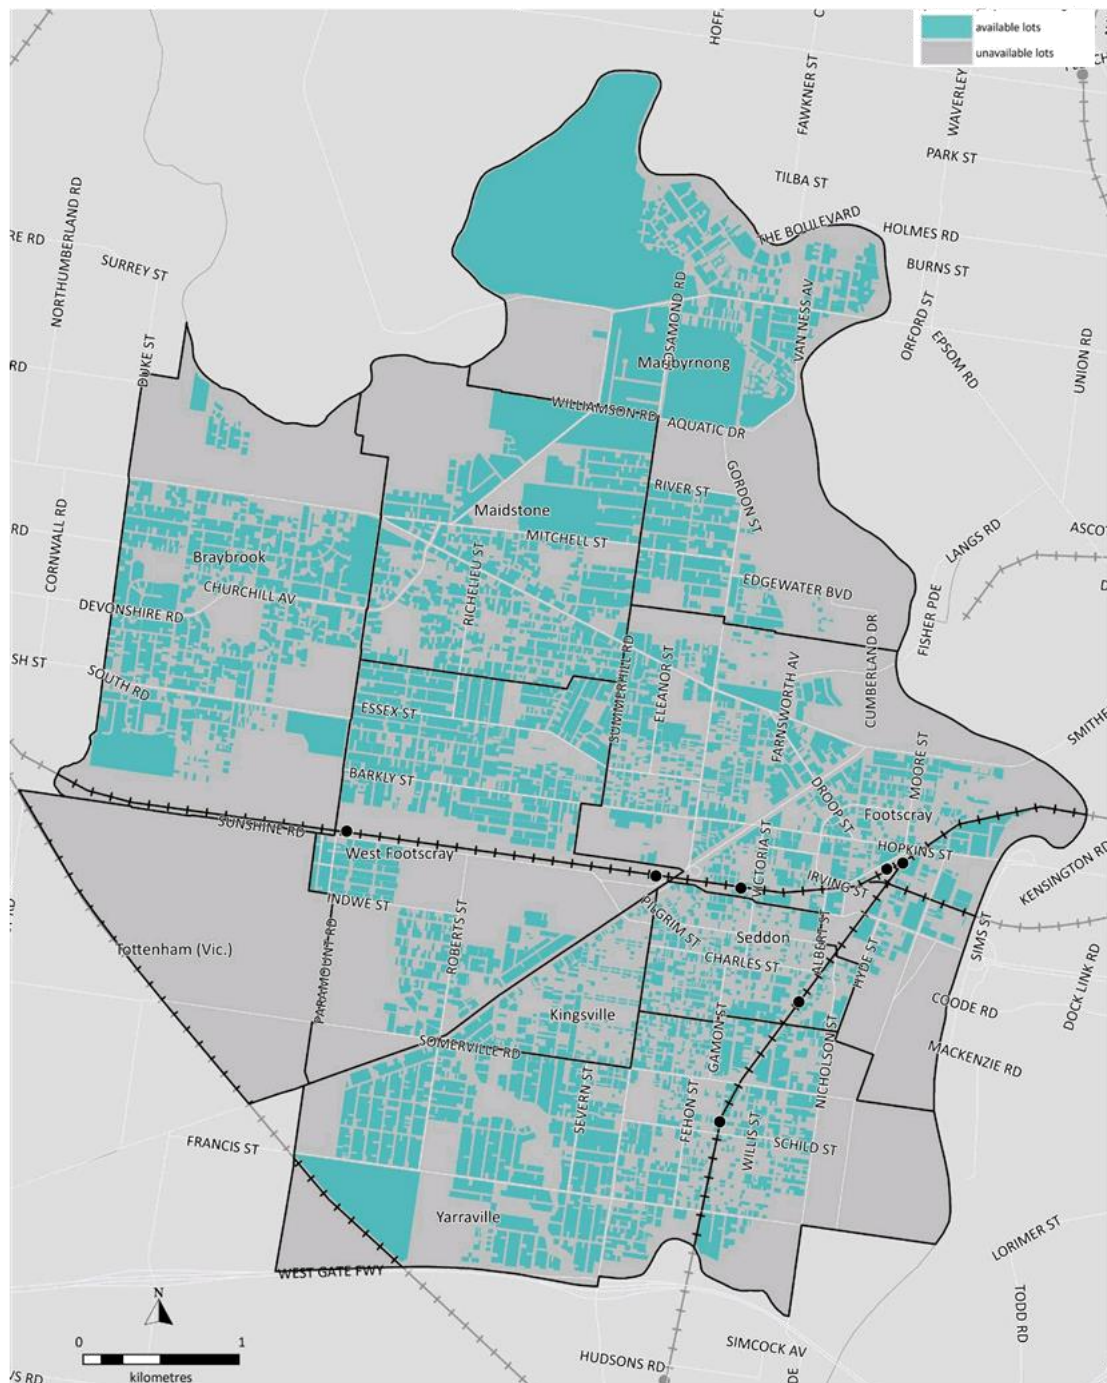 available lots
unavailable lots
FAWKNER ST
WAVERLEY
PARK ST
TILBA ST
THE BOULEVARD
HOLMES RD
BURNS ST
NORTHUMBERLAND RD
SURREY ST
ORFORD ST
EPSOM RD
UNION RD
VAN NESS AV
ROSAMOND RD
Maribyrnong
DUKE ST
RD
WILLIAMSON RD
AQUATIC DR
GORDON ST
RIVER ST
CORNWALL RD
Maidstone
MITCHELL ST
LANGS RD
ASCOT
RD
Braybrook
RICHELIEU ST
CHURCHILL AV
EDGEWATER BVD
DEVONSHIRE RD
FISHER PDE
CUMBERLAND DR
SH ST
SOUTH RD
SUMMERHILL RD
ELEANOR ST
FARNSWORTH AV
ESSEX ST
MOORE ST
BARKLY ST
DROOP ST
Footscray
SUNSHINE RD
West Footscray
HOPKINS ST
VICTORIA ST
IRVING ST
KENSINGTON RD
INDWE ST
PILGRIM ST
ROBERTS ST
Seddon
ALBERT ST
HYDE ST
SIMS ST
Tottenham (Vic.)
CHARLES ST
PARAMOUNT RD
DOCK LINK RD
COODE RD
Kingsville
GAMON ST
NICHOLSON ST
SOMERVILLE RD
MACKENZIE RD
SEVERN ST
FEHON ST
WILLIS ST
SCHILD ST
FRANCIS ST
Yarraville
LORIMER ST
WEST GATE FWY
TODD RD
N
0 1
kilometres
SIMCOCK AV
HUDSONS RD